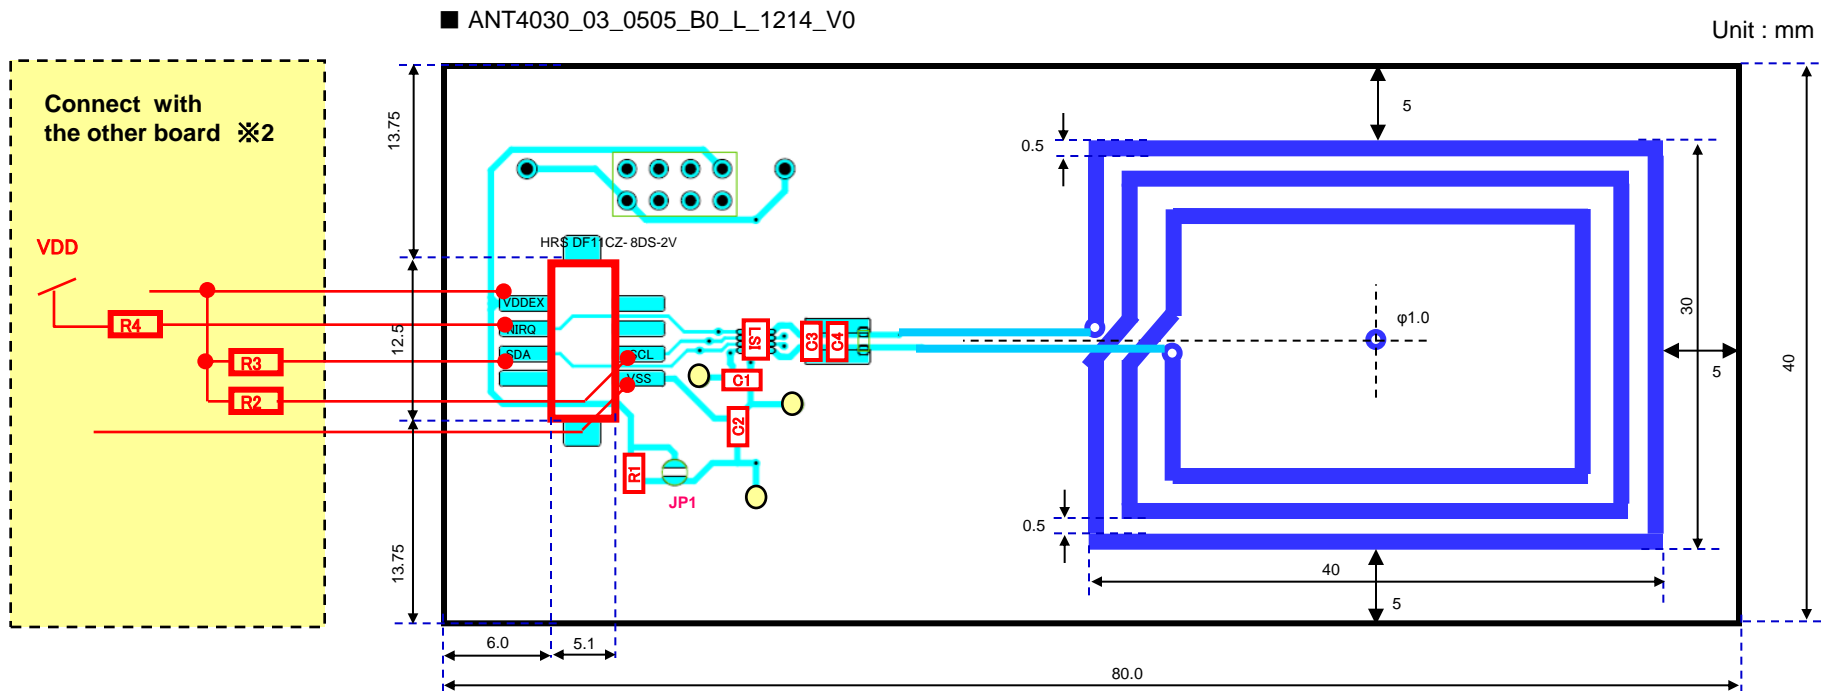 ■ ANT4030_03_0505_B0_L_1214_V0
Unit : mm
Connect with
the other board ※2
VDD
R4
R3
R2
13.75
12.5
13.75
HRS DF11CZ- 8DS-2V
VDDEX
NIRQ
SDA
SCL
VSS
LSI
C3
C4
C1
C2
R1
JP1
0.5
5
φ1.0
30
40
5
0.5
40
5
6.0
5.1
80.0